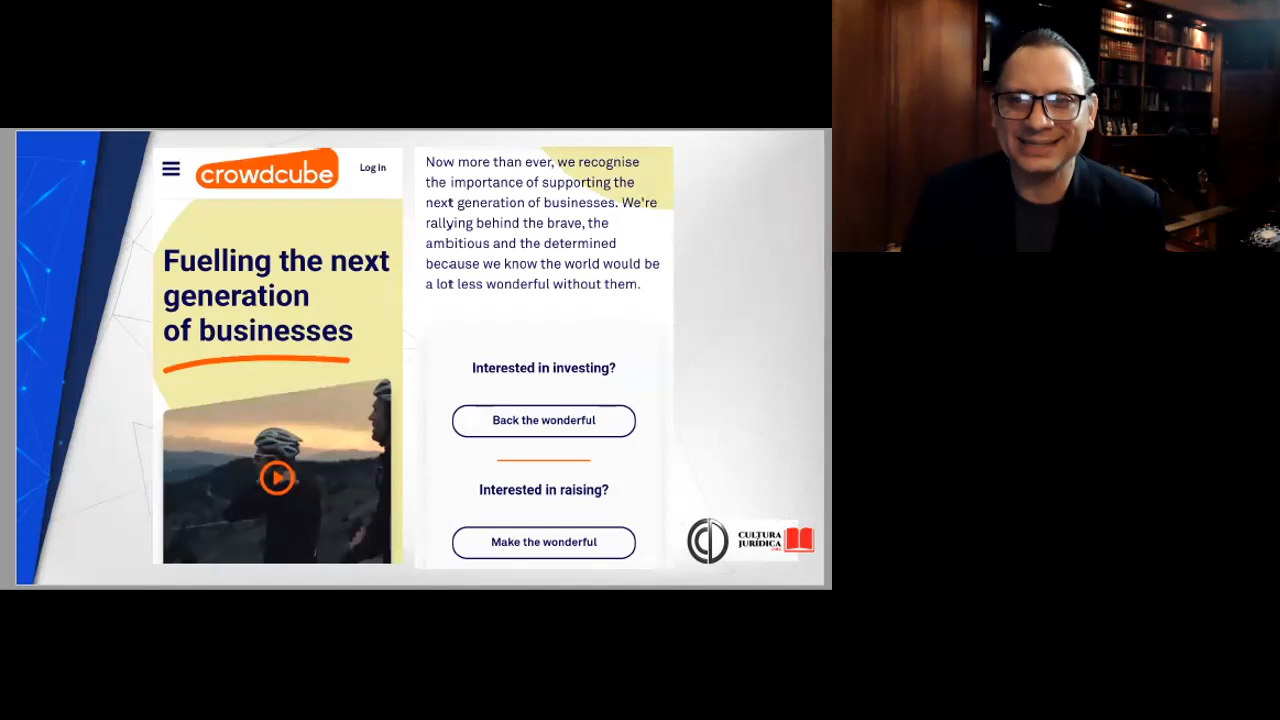 crowdcube
Log in
Fuelling the next
generation
of businesses
Now more than ever, we recognise
the importance of supporting the
next generation of businesses. We're
rallying behind the brave, the
ambitious and the determined
because we know the world would be
a lot less wonderful without them.
Interested in investing?
Back the wonderful
Interested in raising?
Make the wonderful
CULTURA
JURÍDICA